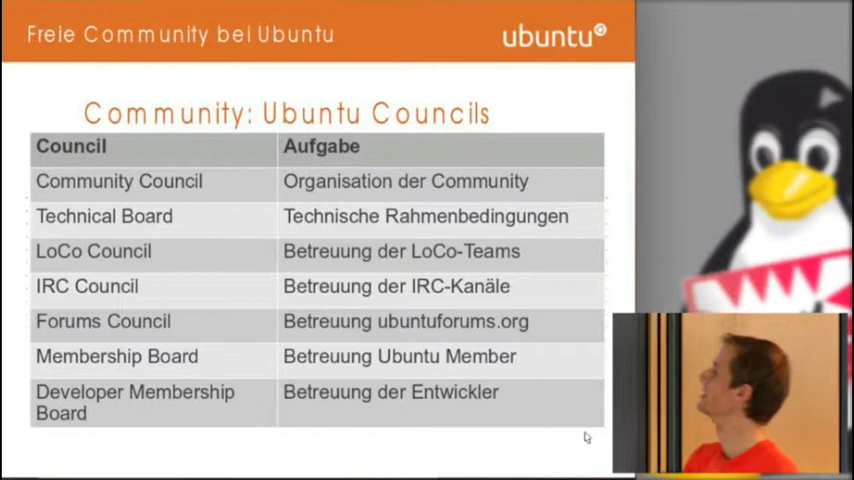 Freie Community bei Ubuntu
ubuntu
Community: Ubuntu Councils
Council Aufgabe
Community Council Organisation der Community
Technical Board Technische Rahmenbedingungen
LoCo Council Betreuung der LoCo-Teams
IRC Council Betreuung der IRC-Kanäle
Forums Council Betreuung ubuntuforums.org
Membership Board Betreuung Ubuntu Member
Developer Membership Betreuung der Entwickler
Board